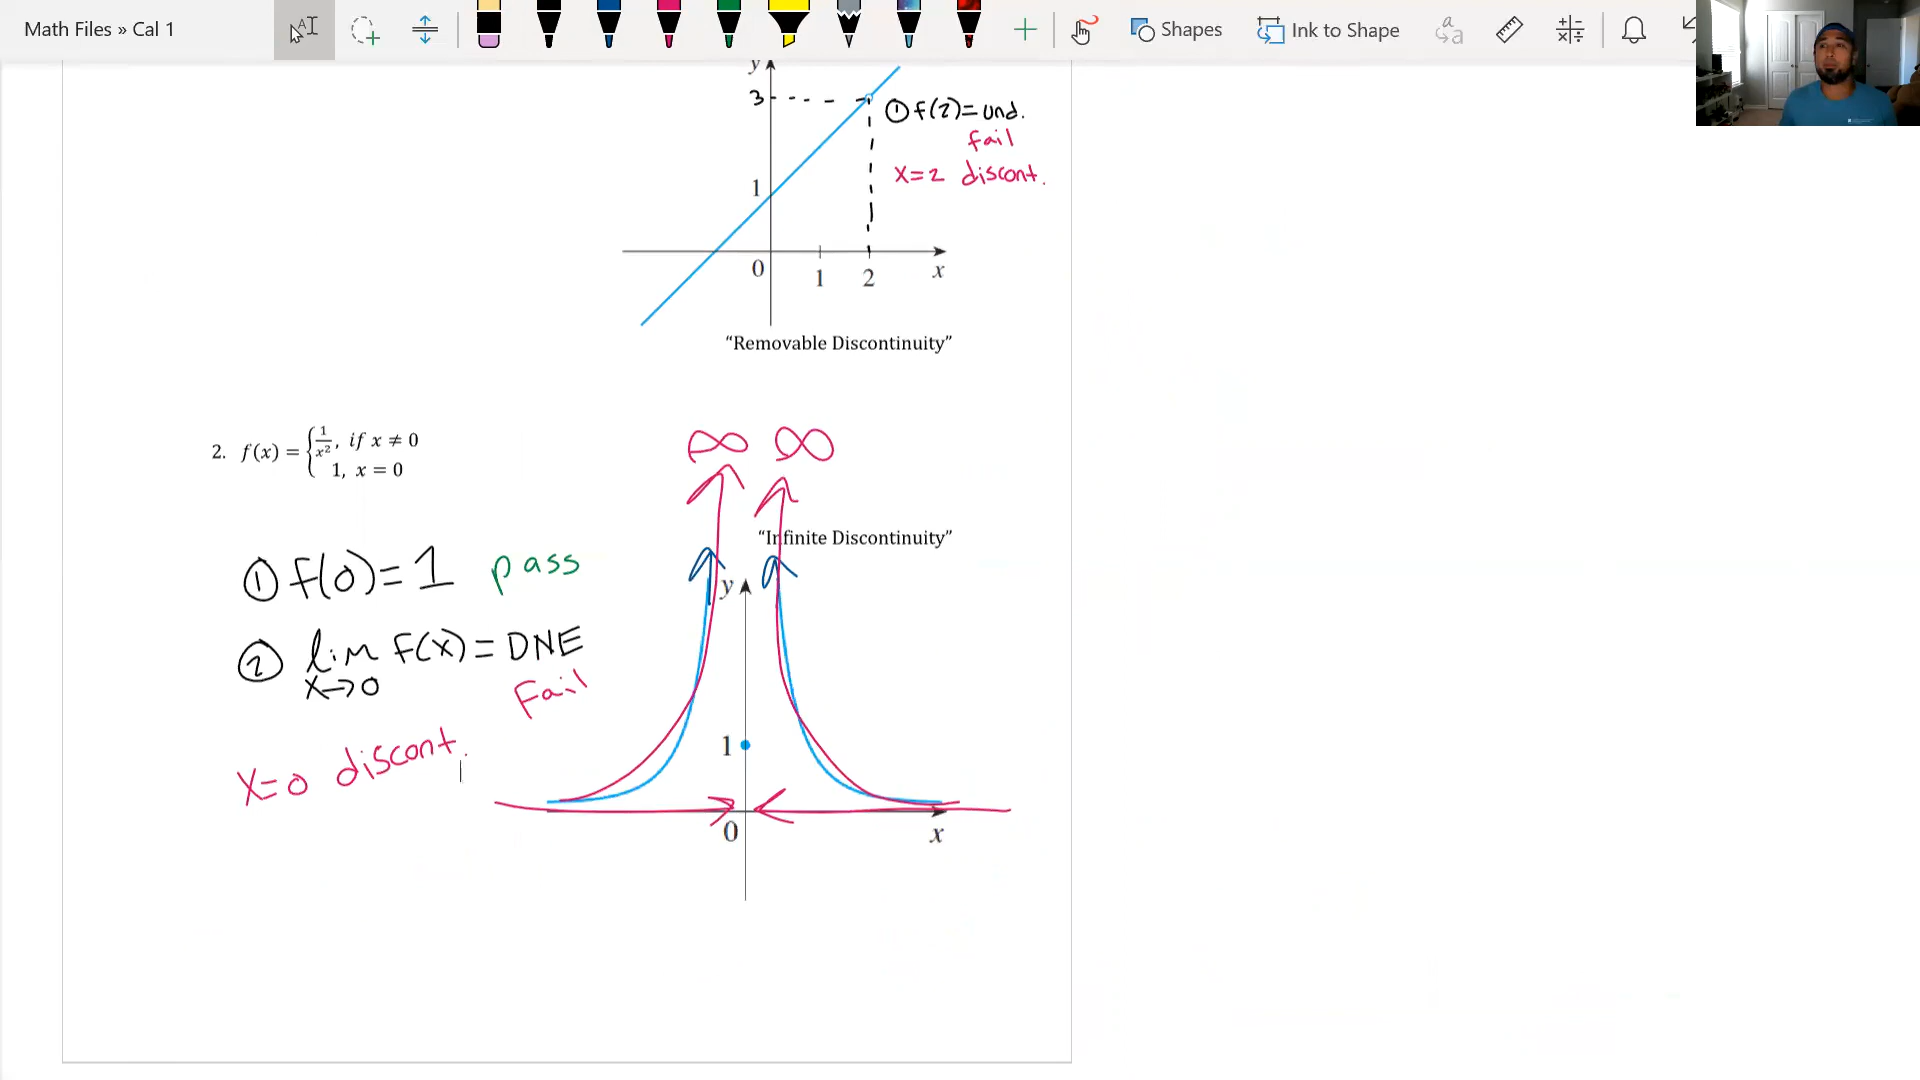 Math Files » Cal 1
Shapes
Ink to Shape
y
3
① f(2)= und.
fail
x=2 discont.
1
0
1 2 x
“Removable Discontinuity”
2. f(x) = { 1/x², if x ≠ 0
1, x = 0
∞ ∞
“Infinite Discontinuity”
① f(0)=1 pass
y
② lim f(x) = DNE
x→0
Fail
1
x=0 discont.
0 x